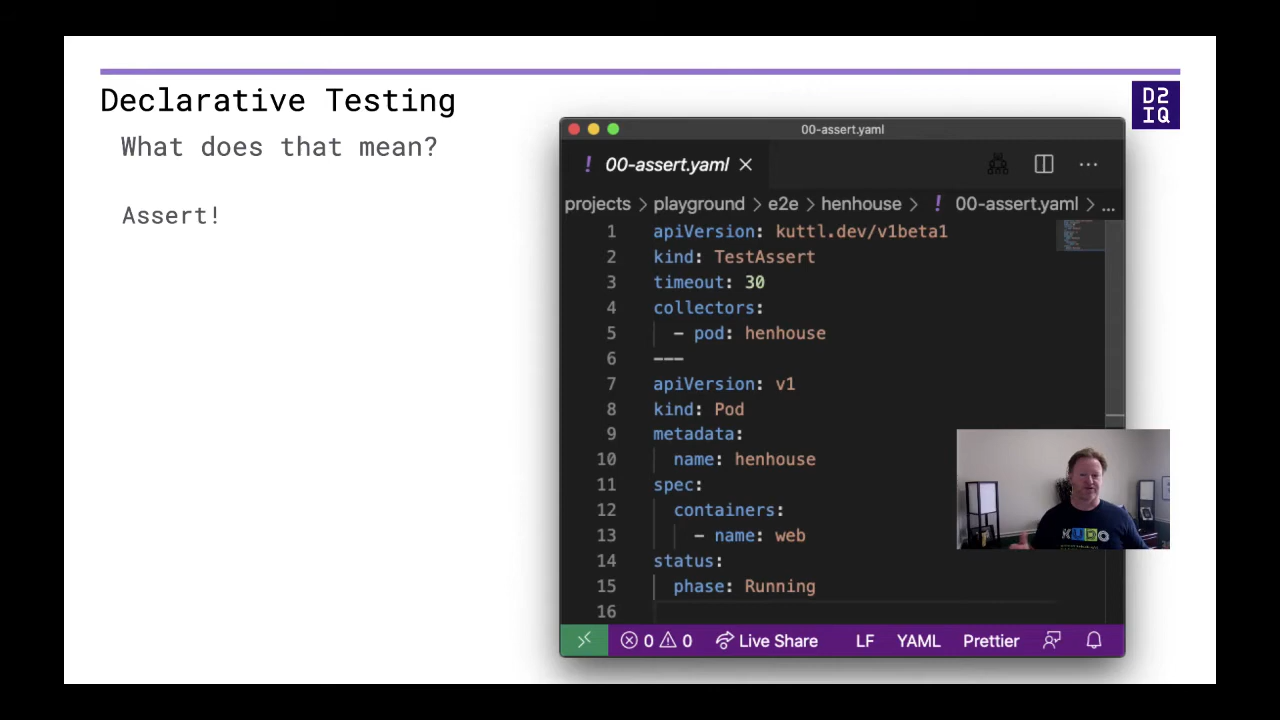 Declarative Testing
What does that mean?
Assert!
D2
IQ
00-assert.yaml
! 00-assert.yaml ×
projects > playground > e2e > henhouse > ! 00-assert.yaml > ...
1 apiVersion: kuttl.dev/v1beta1
2 kind: TestAssert
3 timeout: 30
4 collectors:
5 - pod: henhouse
6 ---
7 apiVersion: v1
8 kind: Pod
9 metadata:
10 name: henhouse
11 spec:
12 containers:
13 - name: web
14 status:
15 phase: Running
16
KUDO
0 0 Live Share LF YAML Prettier